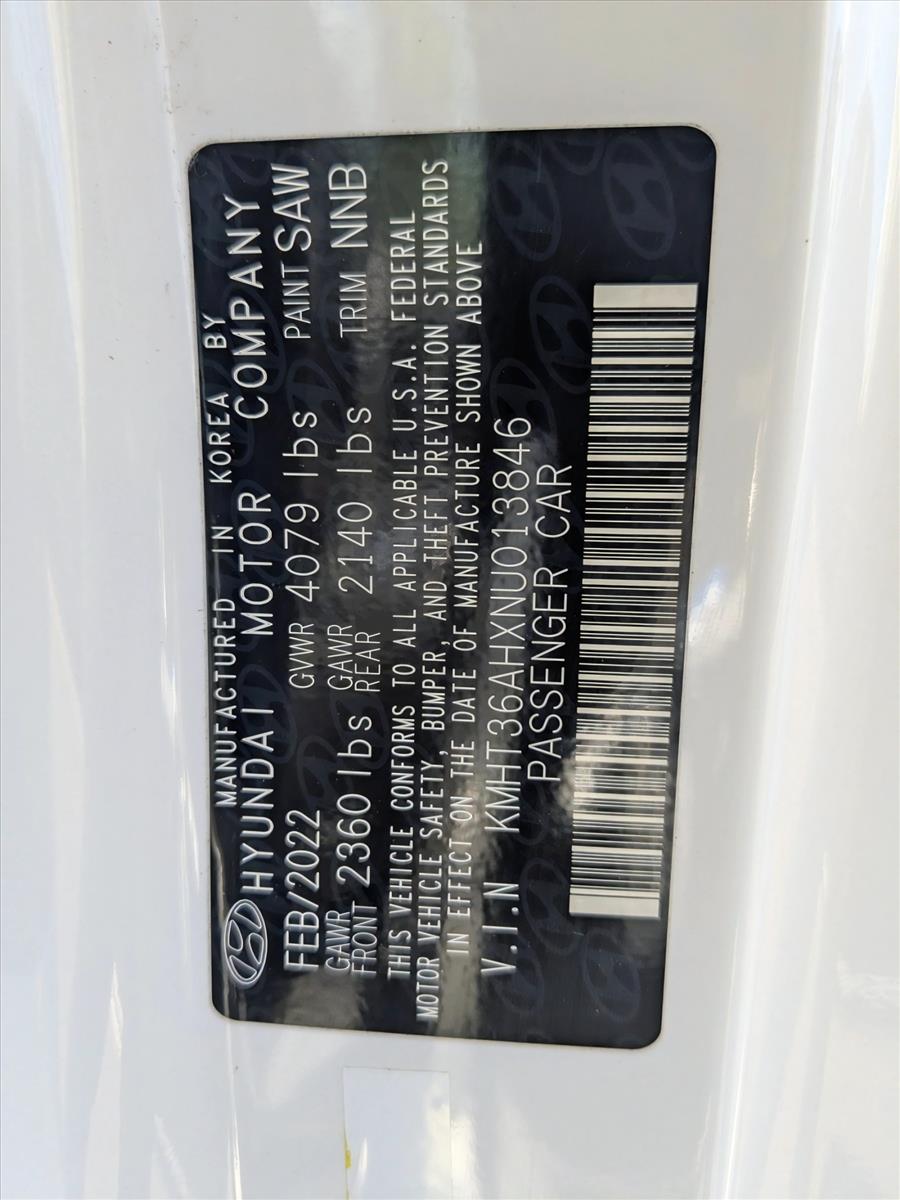 MANUFACTURED IN KOREA BY
HYUNDAI MOTOR COMPANY
FEB/2022 GVWR 4079 lbs PAINT SAW
GAWR FRONT 2360 lbs GAWR REAR 2140 lbs TRIM NNB
THIS VEHICLE CONFORMS TO ALL APPLICABLE U.S.A. FEDERAL
MOTOR VEHICLE SAFETY, BUMPER, AND THEFT PREVENTION STANDARDS
IN EFFECT ON THE DATE OF MANUFACTURE SHOWN ABOVE
V.I.N KMHT36AHXNU013846
PASSENGER CAR